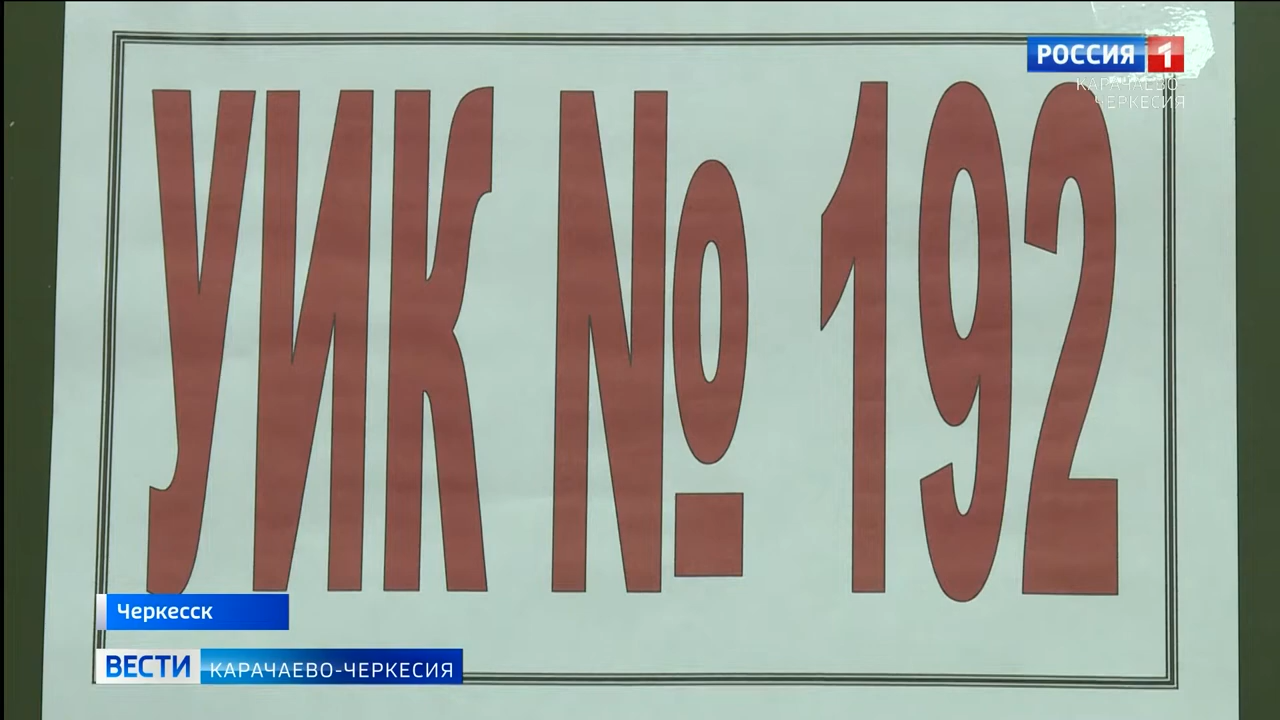 РОССИЯ 1
КАРАЧАЕВО-
ЧЕРКЕСИЯ
УИК № 192
Черкесск
ВЕСТИ КАРАЧАЕВО-ЧЕРКЕСИЯ